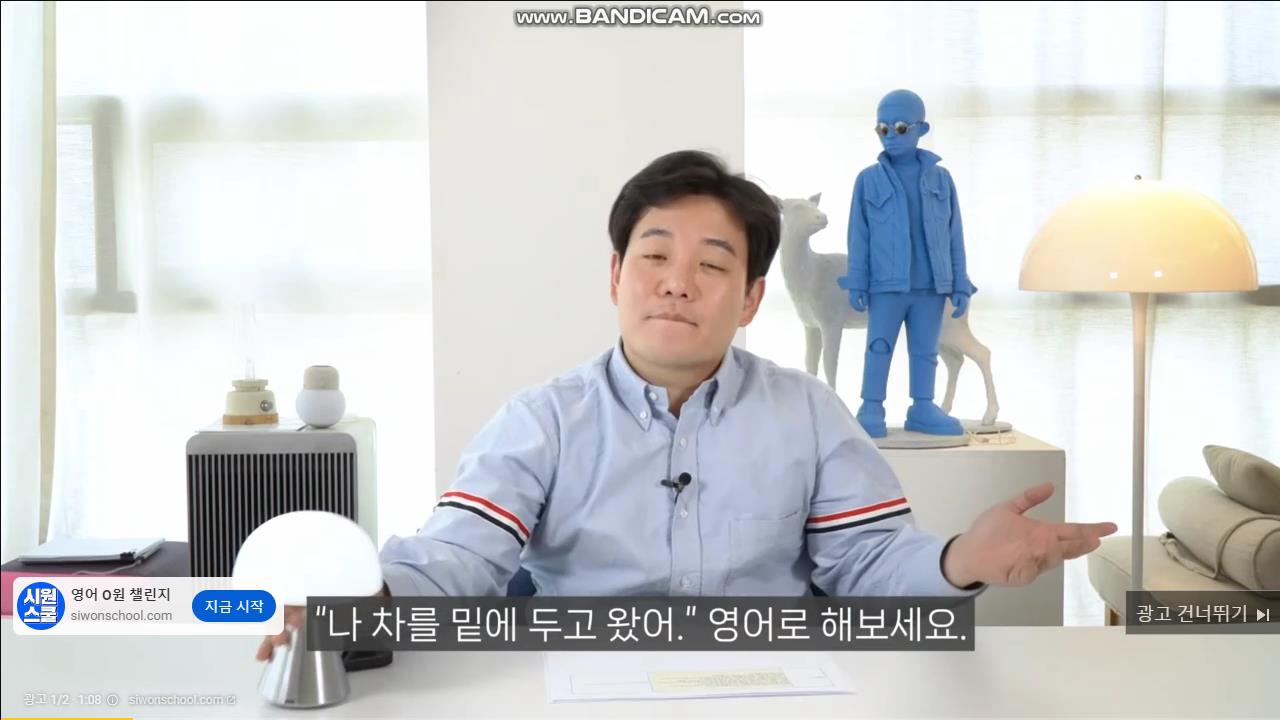 www.BANDICAM.com
시원
스쿨
영어 0원 챌린지
siwonschool.com
지금 시작
“나 차를 밑에 두고 왔어.” 영어로 해보세요.
광고 건너뛰기
광고 1/2 · 1:08
siwonschool.com